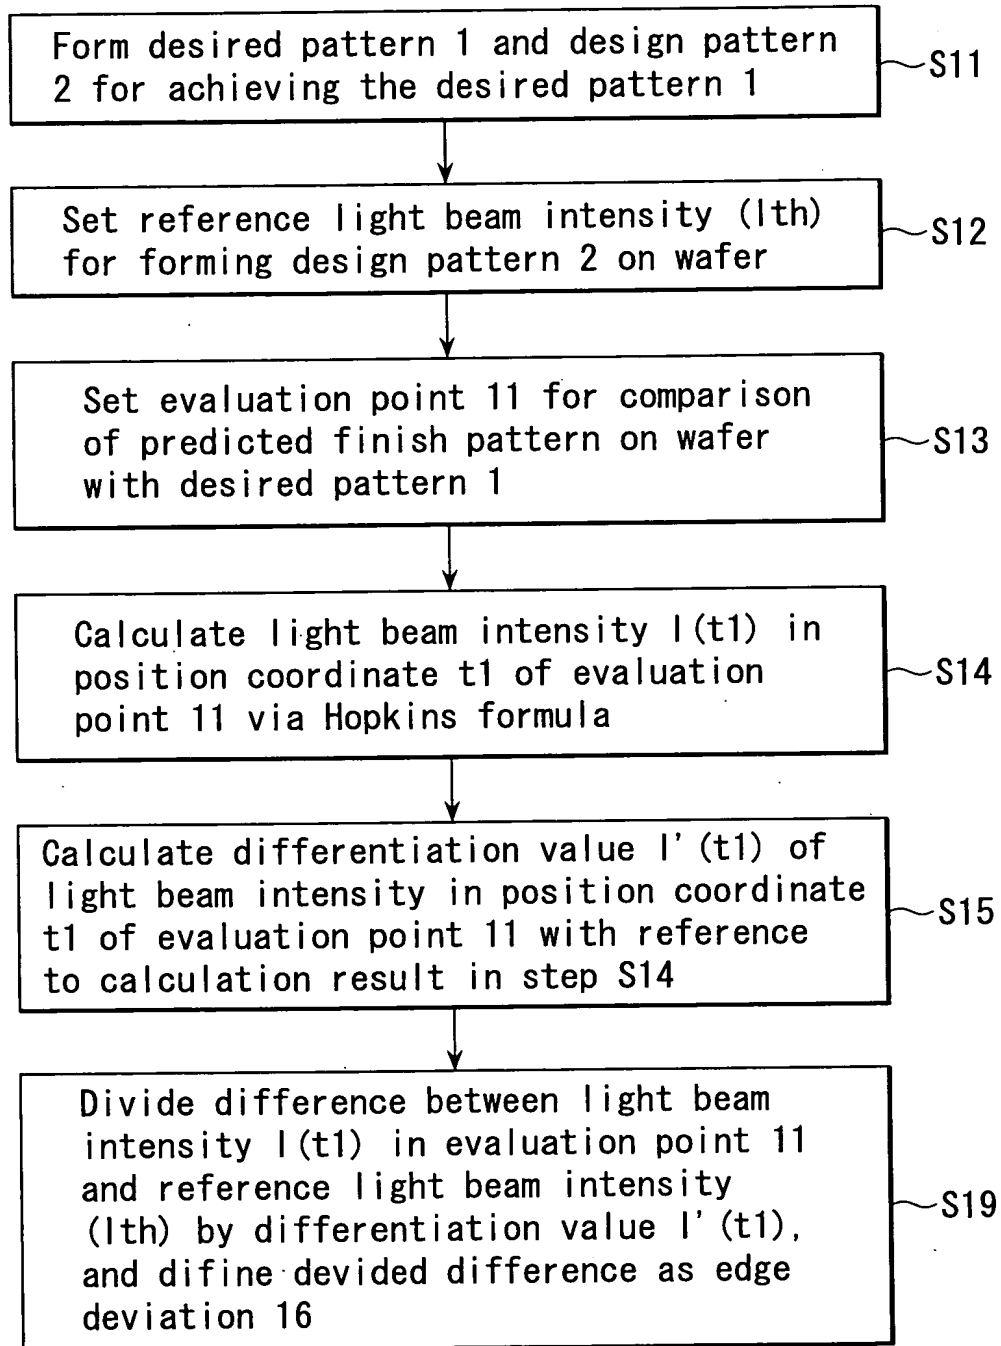 Form desired pattern 1 and design pattern
2 for achieving the desired pattern 1
S11
Set reference light beam intensity (Ith)
for forming design pattern 2 on wafer
S12
Set evaluation point 11 for comparison
of predicted finish pattern on wafer
with desired pattern 1
S13
Calculate light beam intensity I(t1) in
position coordinate t1 of evaluation
point 11 via Hopkins formula
S14
Calculate differentiation value I'(t1) of
light beam intensity in position coordinate
t1 of evaluation point 11 with reference
to calculation result in step S14
S15
Divide difference between light beam
intensity I(t1) in evaluation point 11
and reference light beam intensity
(Ith) by differentiation value I'(t1),
and difine devided difference as edge
deviation 16
S19